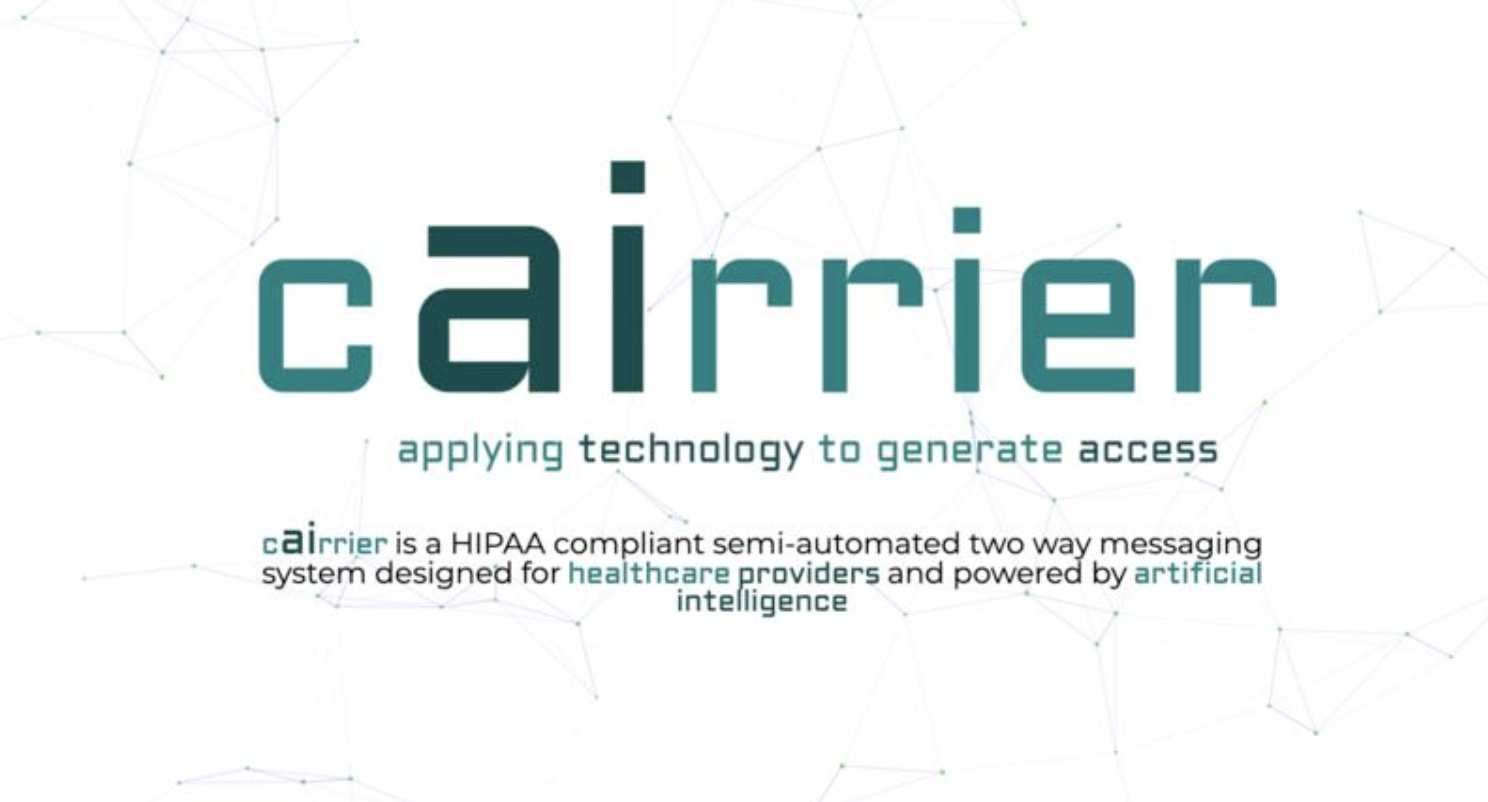 cairrier
applying technology to generate access
cairrier is a HIPAA compliant semi-automated two way messaging
system designed for healthcare providers and powered by artificial
intelligence